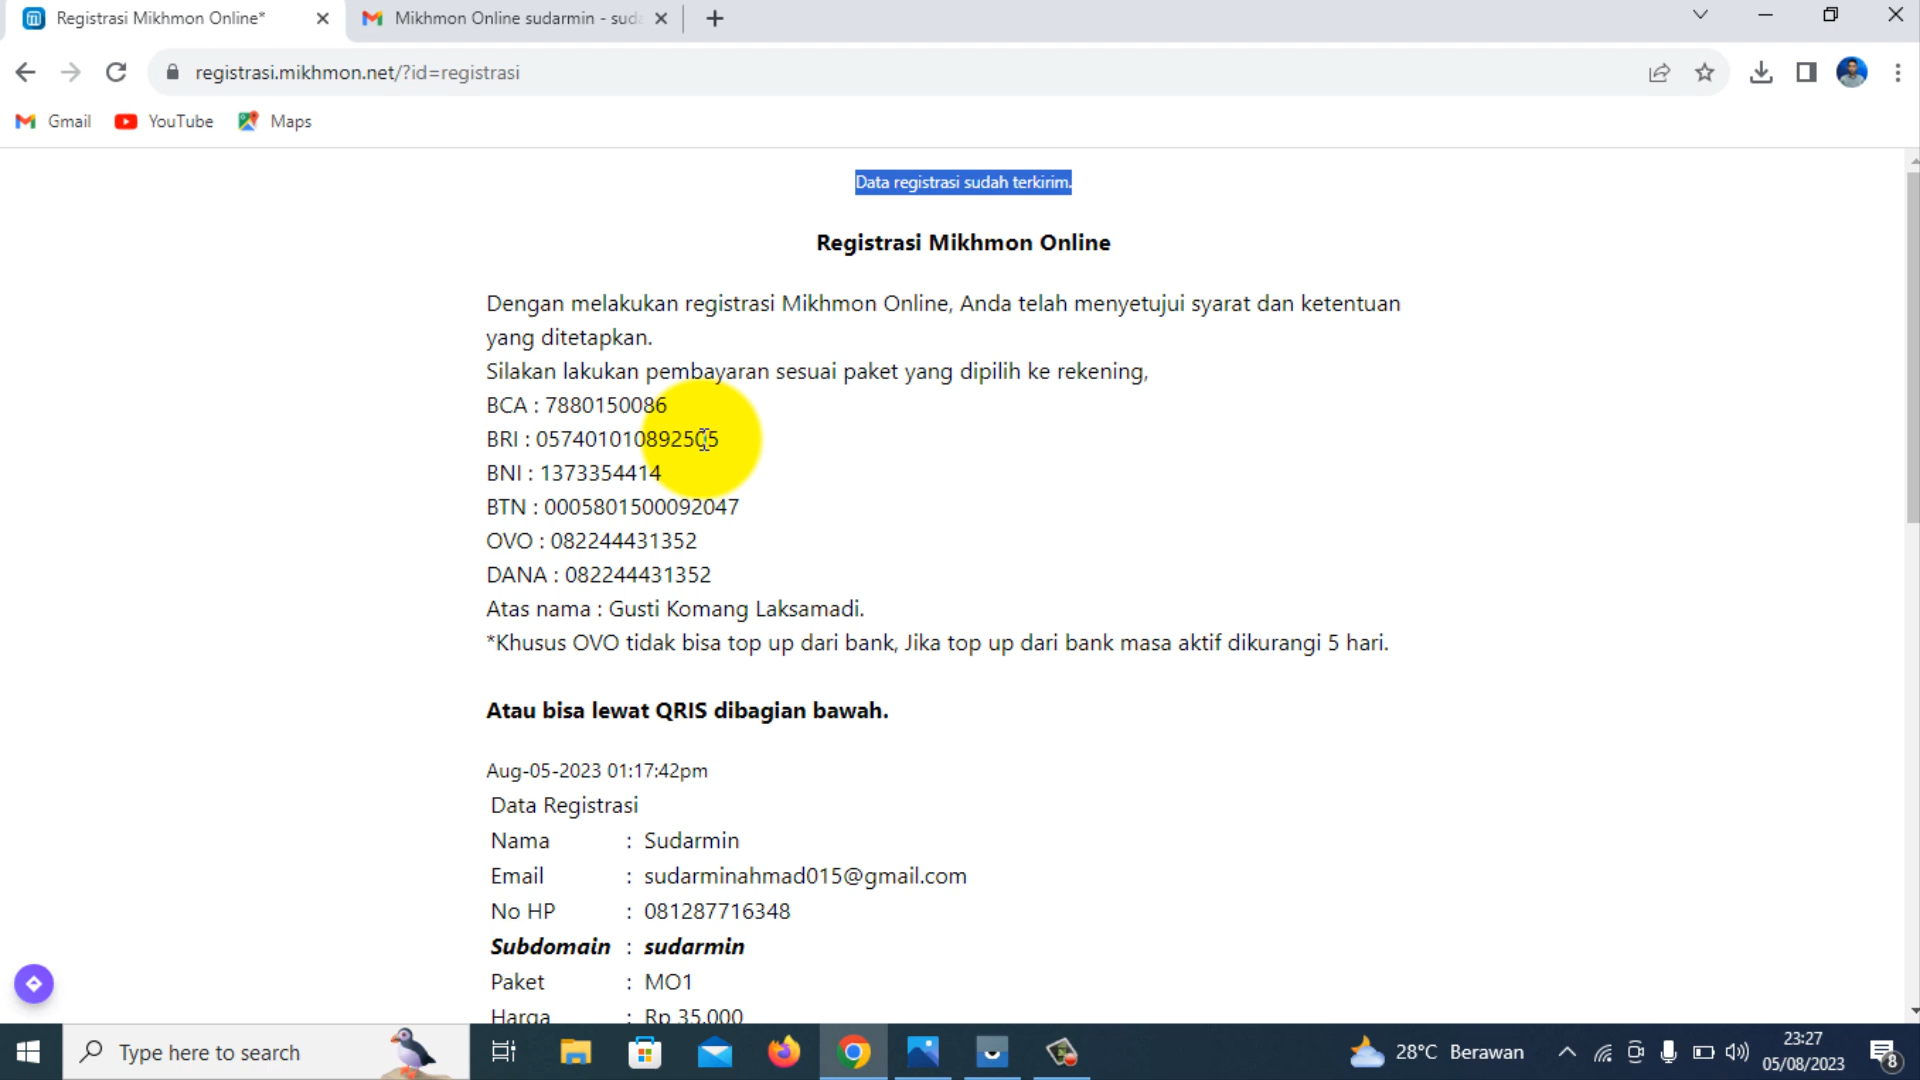 Registrasi Mikhmon Online*
Mikhmon Online sudarmin - sud
registrasi.mikhmon.net/?id=registrasi
Gmail
YouTube
Maps
Data registrasi sudah terkirim.
Registrasi Mikhmon Online
Dengan melakukan registrasi Mikhmon Online, Anda telah menyetujui syarat dan ketentuan
yang ditetapkan.
Silakan lakukan pembayaran sesuai paket yang dipilih ke rekening,
BCA : 7880150086
BRI : 057401010892505
BNI : 1373354414
BTN : 0005801500092047
OVO : 082244431352
DANA : 082244431352
Atas nama : Gusti Komang Laksamadi.
*Khusus OVO tidak bisa top up dari bank, Jika top up dari bank masa aktif dikurangi 5 hari.
Atau bisa lewat QRIS dibagian bawah.
Aug-05-2023 01:17:42pm
Data Registrasi
Nama : Sudarmin
Email : sudarminahmad015@gmail.com
No HP : 081287716348
Subdomain : sudarmin
Paket : MO1
Harga : Rp 35.000
Type here to search
28°C Berawan
23:27
05/08/2023
8